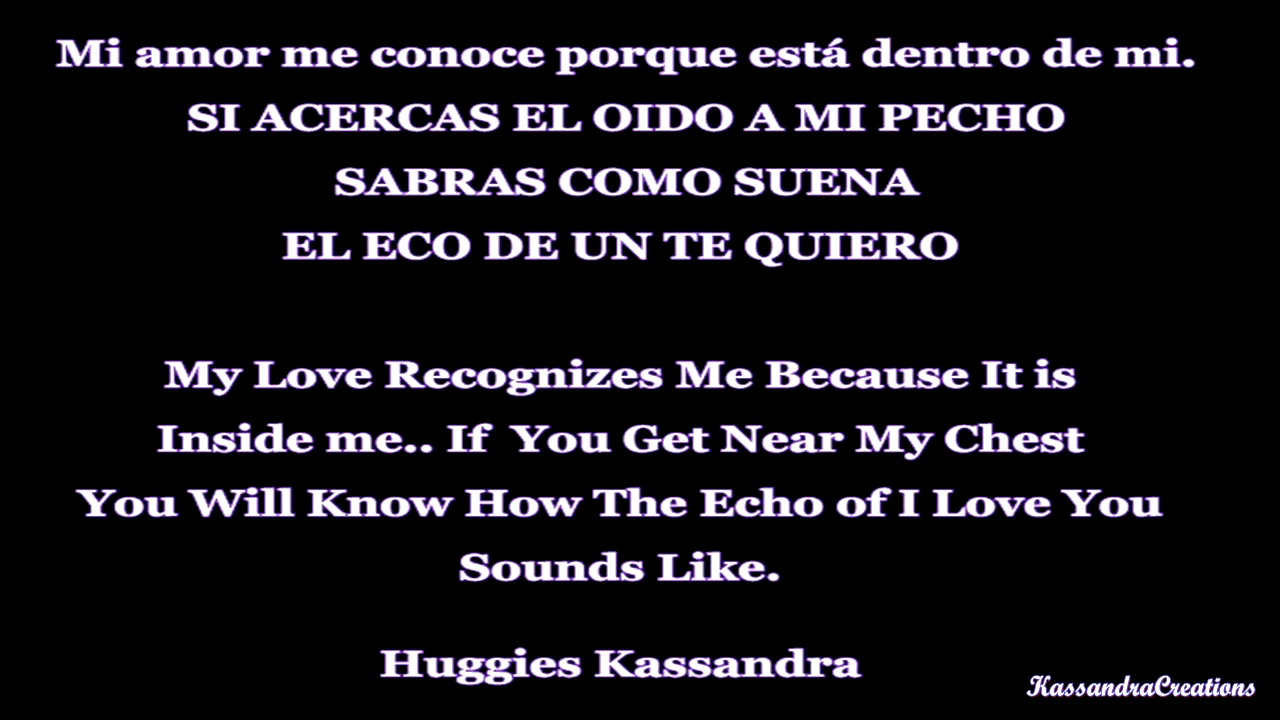 Mi amor me conoce porque está dentro de mi.
SI ACERCAS EL OIDO A MI PECHO
SABRAS COMO SUENA
EL ECO DE UN TE QUIERO
My Love Recognizes Me Because It is
Inside me.. If  You Get Near My Chest
You Will Know How The Echo of I Love You
Sounds Like.
Huggies Kassandra
KassandraCreations